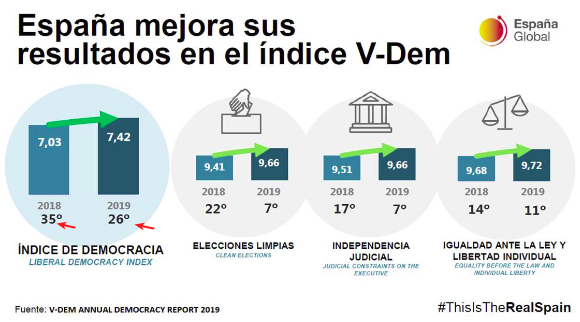 España mejora sus
resultados en el índice V-Dem
España
Global
7,03
7,42
2018
2019
35º
26º
ÍNDICE DE DEMOCRACIA
LIBERAL DEMOCRACY INDEX
9,41
9,66
2018
2019
22º
7º
ELECCIONES LIMPIAS
CLEAN ELECTIONS
9,51
9,66
2018
2019
17º
7º
INDEPENDENCIA
JUDICIAL
JUDICIAL CONSTRAINTS ON THE
EXECUTIVE
9,68
9,72
2018
2019
14º
11º
IGUALDAD ANTE LA LEY Y
LIBERTAD INDIVIDUAL
EQUALITY BEFORE THE LAW AND
INDIVIDUAL LIBERTY
Fuente: V-DEM ANNUAL DEMOCRACY REPORT 2019
#ThisIsTheRealSpain